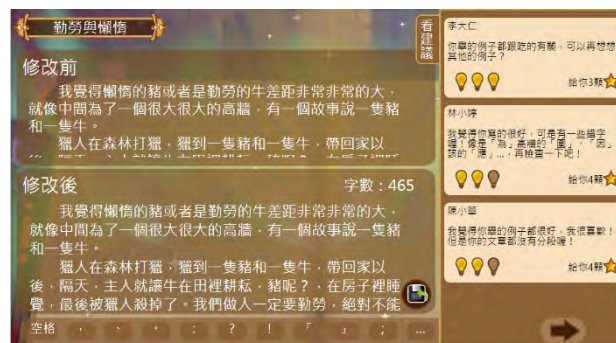 勤勞與懶惰
看建議
修改前
我覺得懶惰的豬或者是勤勞的牛差距非常非常的大，
就像中間為了一個很大很大的高牆，有一個故事說一隻豬
和一隻牛。
獵人在森林打獵，獵到一隻豬和一隻牛，帶回家以
修改後
字數：465
我覺得懶惰的豬或者是勤勞的牛差距非常非常的大，
就像中間為了一個很大很大的高牆，有一個故事說一隻豬
和一隻牛。
獵人在森林打獵，獵到一隻豬和一隻牛，帶回家以
後，隔天，主人就讓牛在田裡耕耘，豬呢？，在房子裡睡
覺，最後被獵人殺掉了。我們做人一定要勤勞，絕對不能
空格 ， 、 。 : ? ! 「 」 ; ...
李大仁
你舉的例子都跟吃的有關，可以再想想
其他的例子？
給你3顆
林小婷
我覺得你寫的很好，可是有一些錯字
喔！像是「為」高牆的「圍」、「因」
該的「應」...，再檢查一下吧！
給你4顆
陳小華
我覺得你舉的例子都很好，我很喜歡！
但是你的文章都沒有分段喔！
給你4顆